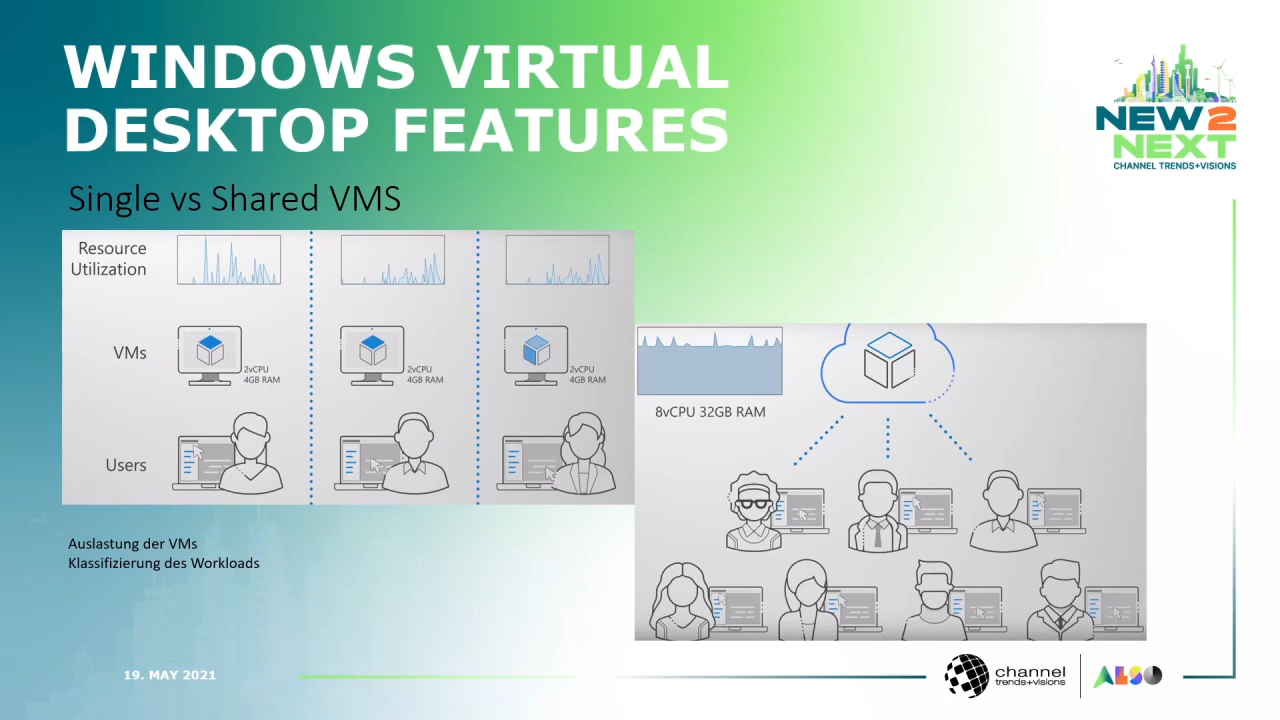 WINDOWS VIRTUAL
DESKTOP FEATURES
NEW2
NEXT
CHANNEL TRENDS+VISIONS
Single vs Shared VMS
Resource
Utilization
VMs
2vCPU
4GB RAM
2vCPU
4GB RAM
2vCPU
4GB RAM
Users
8vCPU 32GB RAM
Auslastung der VMs
Klassifizierung des Workloads
19. MAY 2021
channel
trends+visions
ALSO